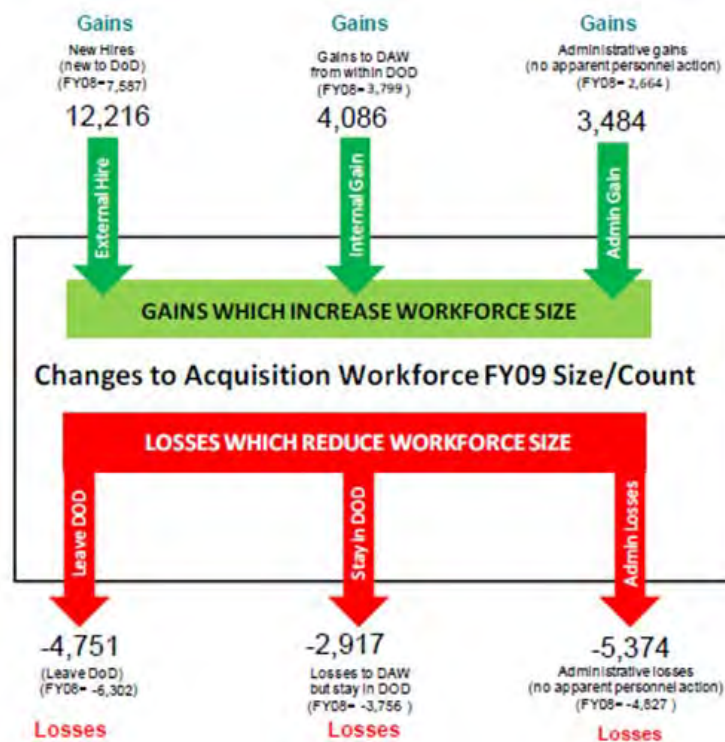 Gains
New Hires
(new to DoD)
(FY08=7,587)
12,216
Gains
Gains to DAW
from within DOD
(FY08= 3,799 )
4,086
Gains
Administrative gains
(no apparent personnel action)
(FY08= 2,664 )
3,484
External Hire
Internal Gain
Admin Gain
GAINS WHICH INCREASE WORKFORCE SIZE
Changes to Acquisition Workforce FY09 Size/Count
LOSSES WHICH REDUCE WORKFORCE SIZE
Leave DOD
Stay in DOD
Admin Losses
-4,751
(Leave DoD)
(FY08= -6,302)
Losses
-2,917
Losses to DAW
but stay in DOD
(FY08= -3,756 )
Losses
-5,374
Administrative losses
(no apparent personnel action)
(FY08= -4,827 )
Losses